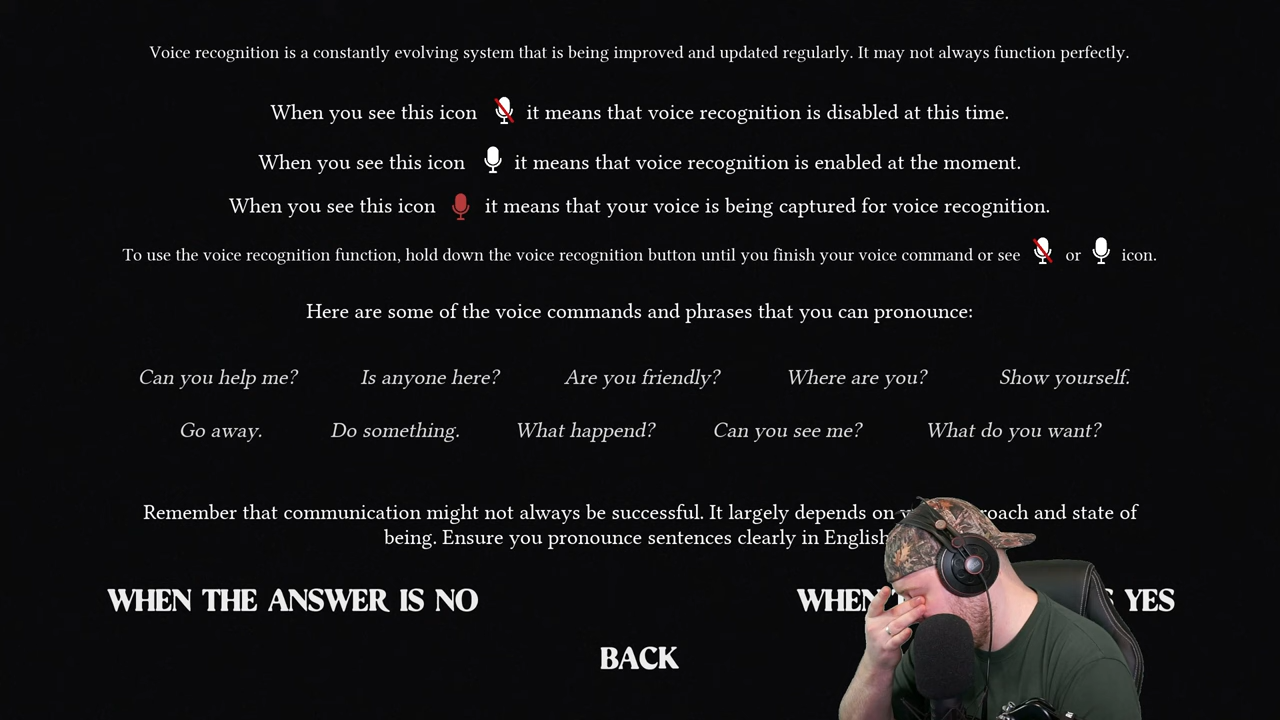 Voice recognition is a constantly evolving system that is being improved and updated regularly. It may not always function perfectly.
When you see this icon it means that voice recognition is disabled at this time.
When you see this icon it means that voice recognition is enabled at the moment.
When you see this icon it means that your voice is being captured for voice recognition.
To use the voice recognition function, hold down the voice recognition button until you finish your voice command or see or icon.
Here are some of the voice commands and phrases that you can pronounce:
Can you help me? Is anyone here? Are you friendly? Where are you? Show yourself.
Go away. Do something. What happend? Can you see me? What do you want?
Remember that communication might not always be successful. It largely depends on and state of
being. Ensure you pronounce sentences clearly in English
WHEN THE ANSWER IS NO WHEN YES
BACK